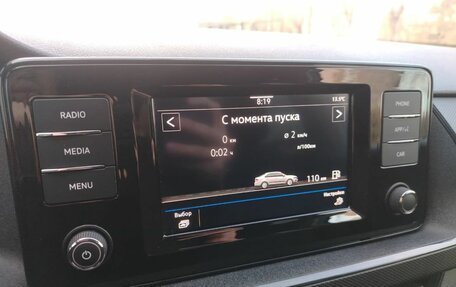 RADIO
MEDIA
MENU
8:19
13.5°C
С момента пуска
0 км
ø 2 км/ч
0:02 ч
л/100км
110 км
Выбор
Настройки
PHONE
APP
CAR